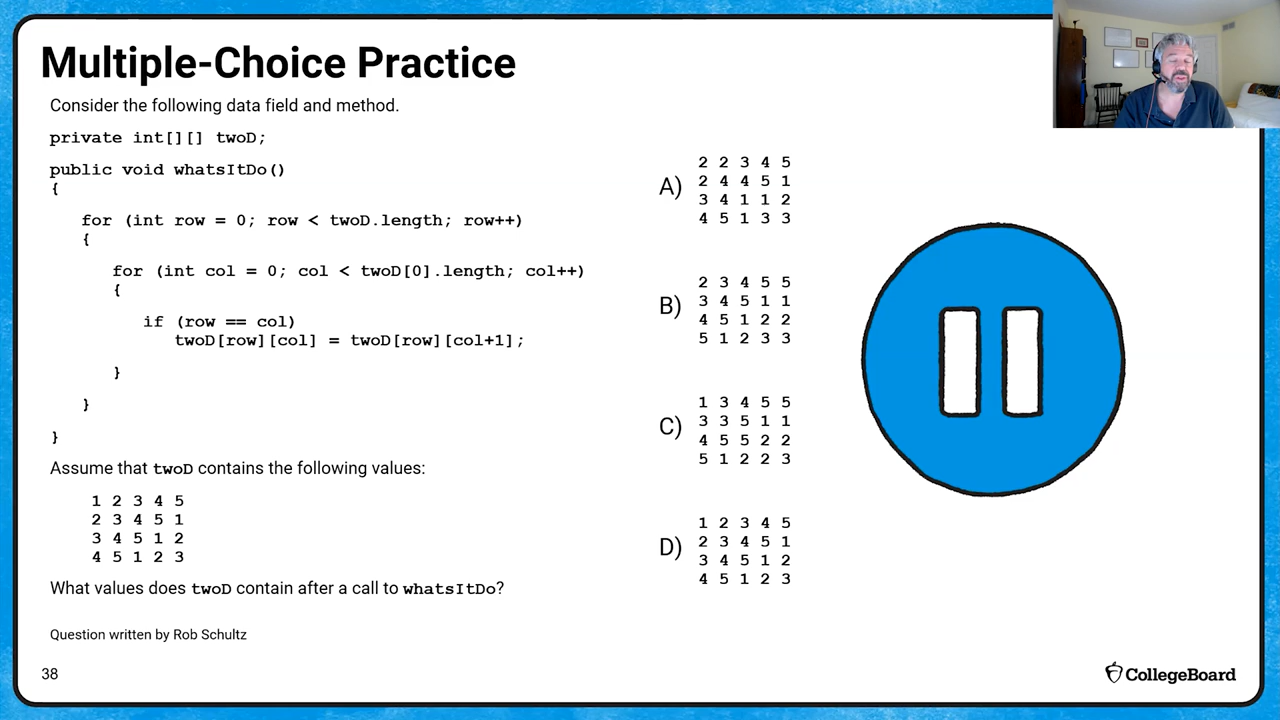 Multiple-Choice Practice
Consider the following data field and method.
private int[][] twoD;
public void whatsItDo()
{
for (int row = 0; row < twoD.length; row++)
{
for (int col = 0; col < twoD[0].length; col++)
{
if (row == col)
twoD[row][col] = twoD[row][col+1];
}
}
}
Assume that twoD contains the following values:
1 2 3 4 5
2 3 4 5 1
3 4 5 1 2
4 5 1 2 3
What values does twoD contain after a call to whatsItDo?
Question written by Rob Schultz
38
A)
2 2 3 4 5
2 4 4 5 1
3 4 1 1 2
4 5 1 3 3
B)
2 3 4 5 5
3 4 5 1 1
4 5 1 2 2
5 1 2 3 3
C)
1 3 4 5 5
3 3 5 1 1
4 5 5 2 2
5 1 2 2 3
D)
1 2 3 4 5
2 3 4 5 1
3 4 5 1 2
4 5 1 2 3
CollegeBoard